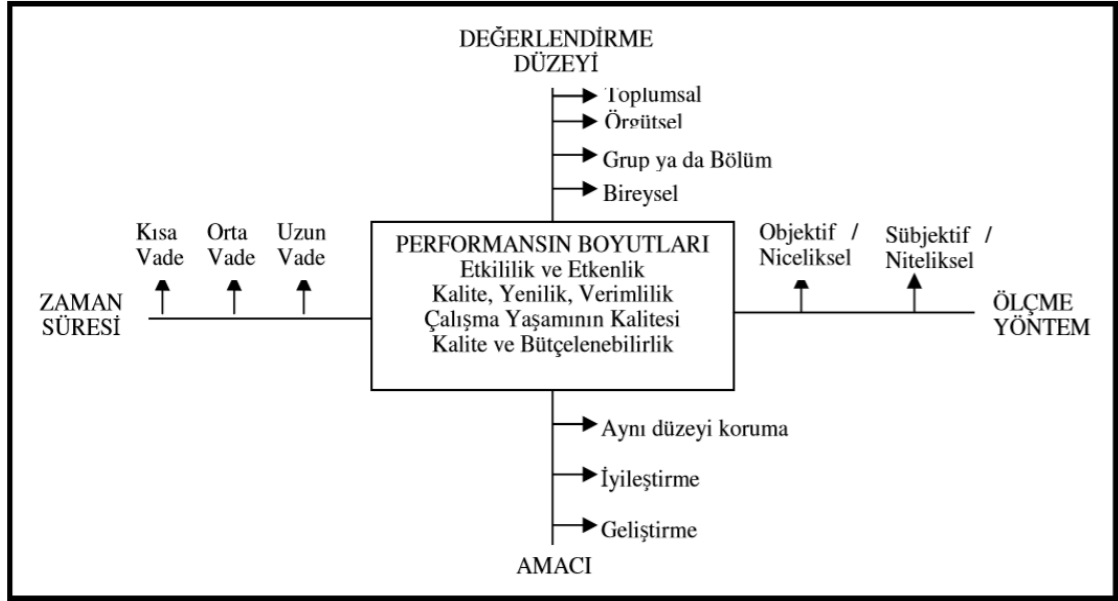 DEĞERLENDİRME
DÜZEYİ
Toplumsal
Örgütsel
Grup ya da Bölüm
Bireysel
Kısa
Vade
Orta
Vade
Uzun
Vade
ZAMAN
SÜRESİ
PERFORMANSIN BOYUTLARI
Etkililik ve Etkenlik
Kalite, Yenilik, Verimlilik
Çalışma Yaşamının Kalitesi
Kalite ve Bütçelenebilirlik
Objektif /
Niceliksel
Sübjektif /
Niteliksel
ÖLÇME
YÖNTEM
Aynı düzeyi koruma
İyileştirme
Geliştirme
AMACI